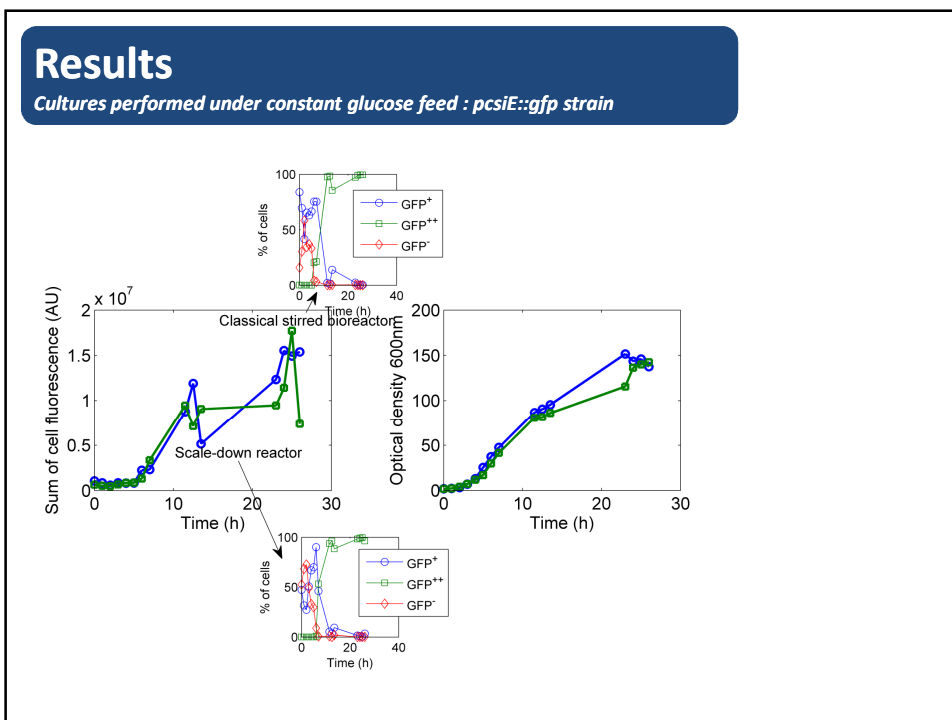 Results
Cultures performed under constant glucose feed : pcsiE::gfp strain
100
50
0
% of cells
0 20 40
Time (h)
GFP+
GFP++
GFP-
Classical stirred bioreactor
x 10^7
2
1.5
1
0.5
0
Sum of cell fluorescence (AU)
0 10 20 30
Time (h)
Scale-down reactor
200
150
100
50
0
Optical density 600nm
0 10 20 30
Time (h)
100
50
0
% of cells
0 20 40
Time (h)
GFP+
GFP++
GFP-